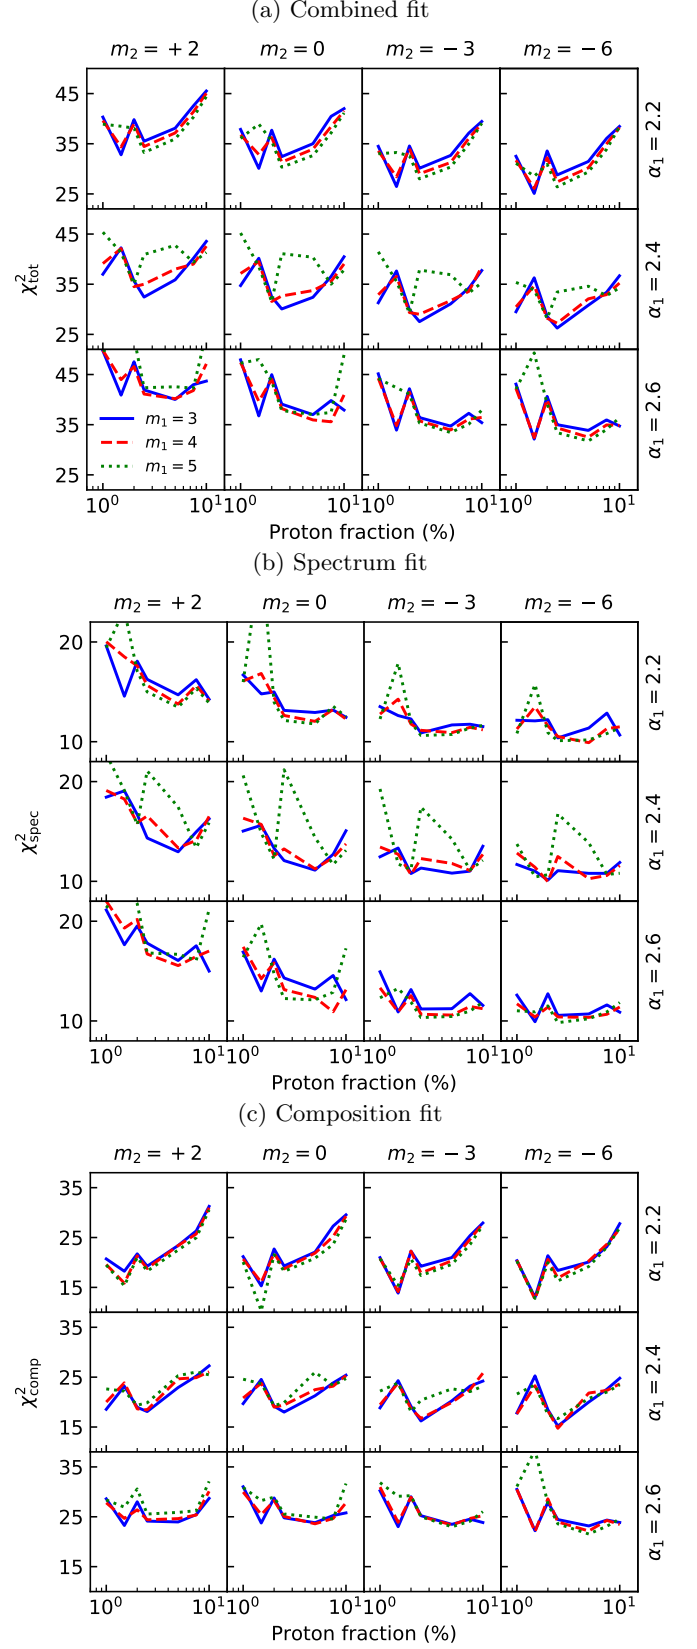 (a) Combined fit
m₂ = +2 m₂ = 0 m₂ = −3 m₂ = −6
45
35
25
α₁ = 2.2
45
35
25
χ²tot
α₁ = 2.4
45
35
25
m₁ = 3
m₁ = 4
m₁ = 5
α₁ = 2.6
10⁰ 10¹10⁰ 10¹10⁰ 10¹10⁰ 10¹
Proton fraction (%)
(b) Spectrum fit
m₂ = +2 m₂ = 0 m₂ = −3 m₂ = −6
20
10
α₁ = 2.2
20
10
χ²spec
α₁ = 2.4
20
10
α₁ = 2.6
10⁰ 10¹10⁰ 10¹10⁰ 10¹10⁰ 10¹
Proton fraction (%)
(c) Composition fit
m₂ = +2 m₂ = 0 m₂ = −3 m₂ = −6
35
25
15
α₁ = 2.2
35
25
15
χ²comp
α₁ = 2.4
35
25
15
α₁ = 2.6
10⁰ 10¹10⁰ 10¹10⁰ 10¹10⁰ 10¹
Proton fraction (%)